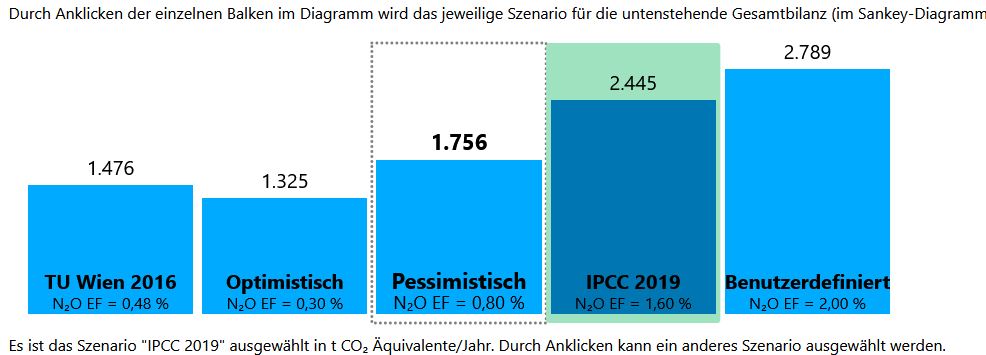 Durch Anklicken der einzelnen Balken im Diagramm wird das jeweilige Szenario für die untenstehende Gesamtbilanz (im Sankey-Diagramm
2.789
2.445
1.756
1.476
1.325
TU Wien 2016
N₂O EF = 0,48 %
Optimistisch
N₂O EF = 0,30 %
Pessimistisch
N₂O EF = 0,80 %
IPCC 2019
N₂O EF = 1,60 %
Benutzerdefiniert
N₂O EF = 2,00 %
Es ist das Szenario "IPCC 2019" ausgewählt in t CO₂ Äquivalente/Jahr. Durch Anklicken kann ein anderes Szenario ausgewählt werden.